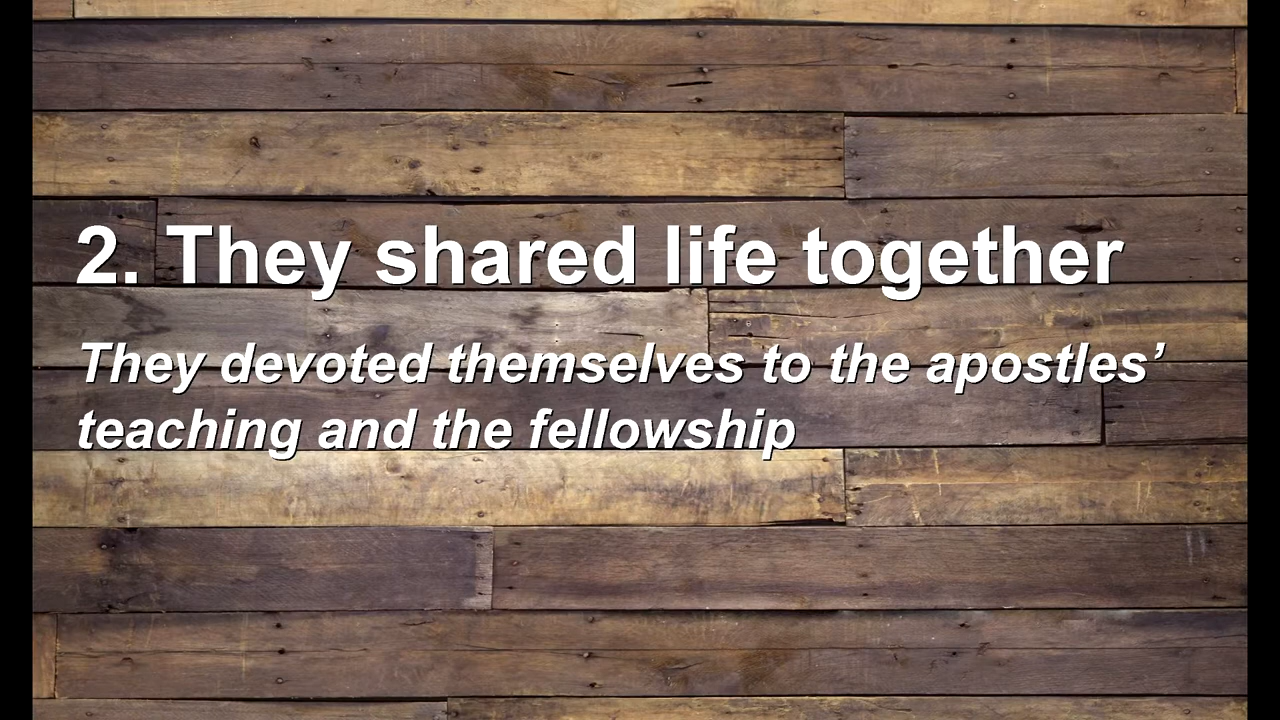 2. They shared life together
They devoted themselves to the apostles’
teaching and the fellowship